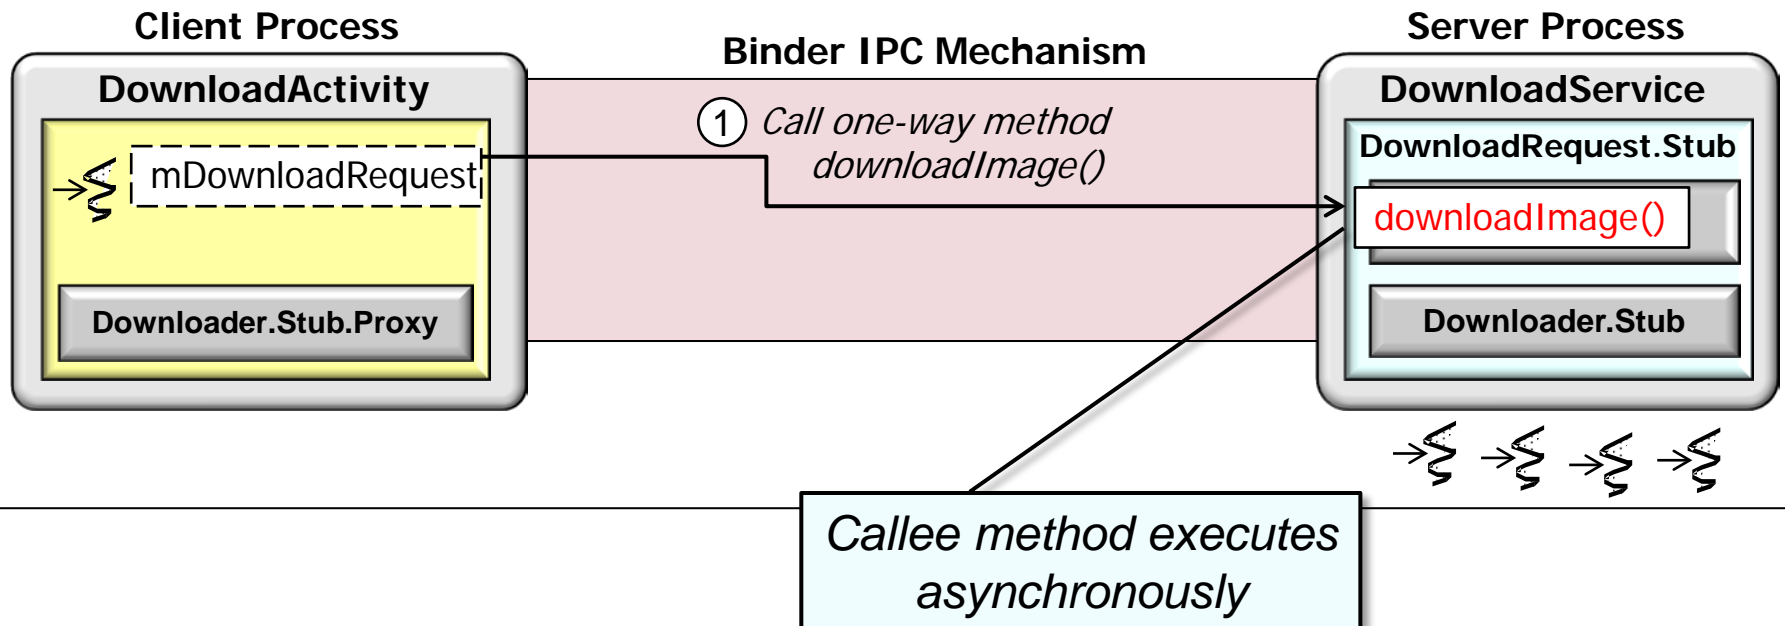 Client Process
DownloadActivity
mDownloadRequest
Downloader.Stub.Proxy
Binder IPC Mechanism
1 Call one-way method
downloadImage()
Server Process
DownloadService
DownloadRequest.Stub
downloadImage()
Downloader.Stub
Callee method executes
asynchronously